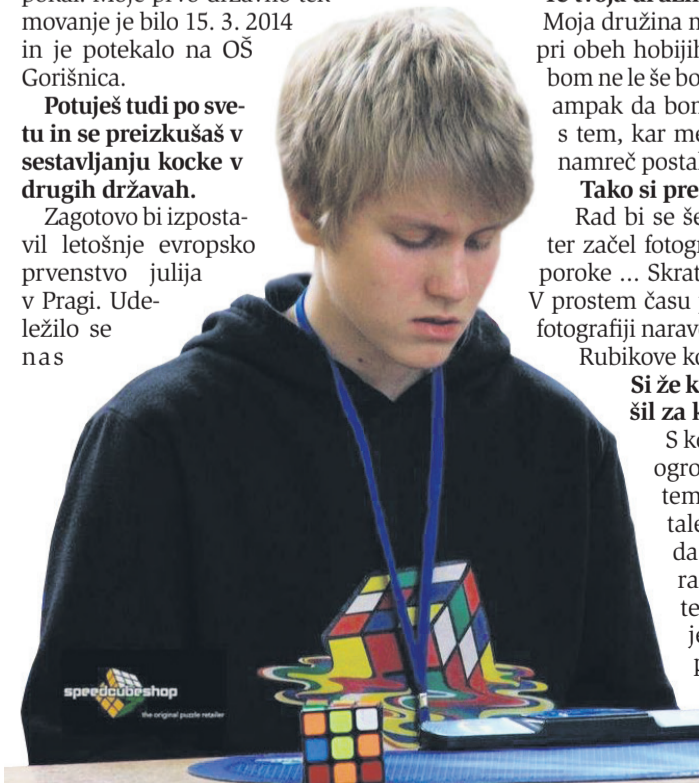 pokal. Moje prvo državno tek-
movanje je bilo 15. 3. 2014
in je potekalo na OŠ
Gorišnica.
Potuješ tudi po sve-
tu in se preizkušaš v
sestavljanju kocke v
drugih državah.
Zagotovo bi izposta-
vil letošnje evropsko
prvenstvo julija
v Pragi. Ude-
ležilo se
nas
tvoja
Moja družina
pri obeh hobijih
bom ne le še bo
ampak da bom
s tem, kar me
namreč postal
Tako si pre
Rad bi se še
ter začel fotogr
poroke ... Skrat
V prostem času
fotografiji narav
Rubikove ko
Si že k
šil za k
S ko
ogro
tem
tale
da
ra
te
je
p
speedcubeshop
the original puzzle retailer